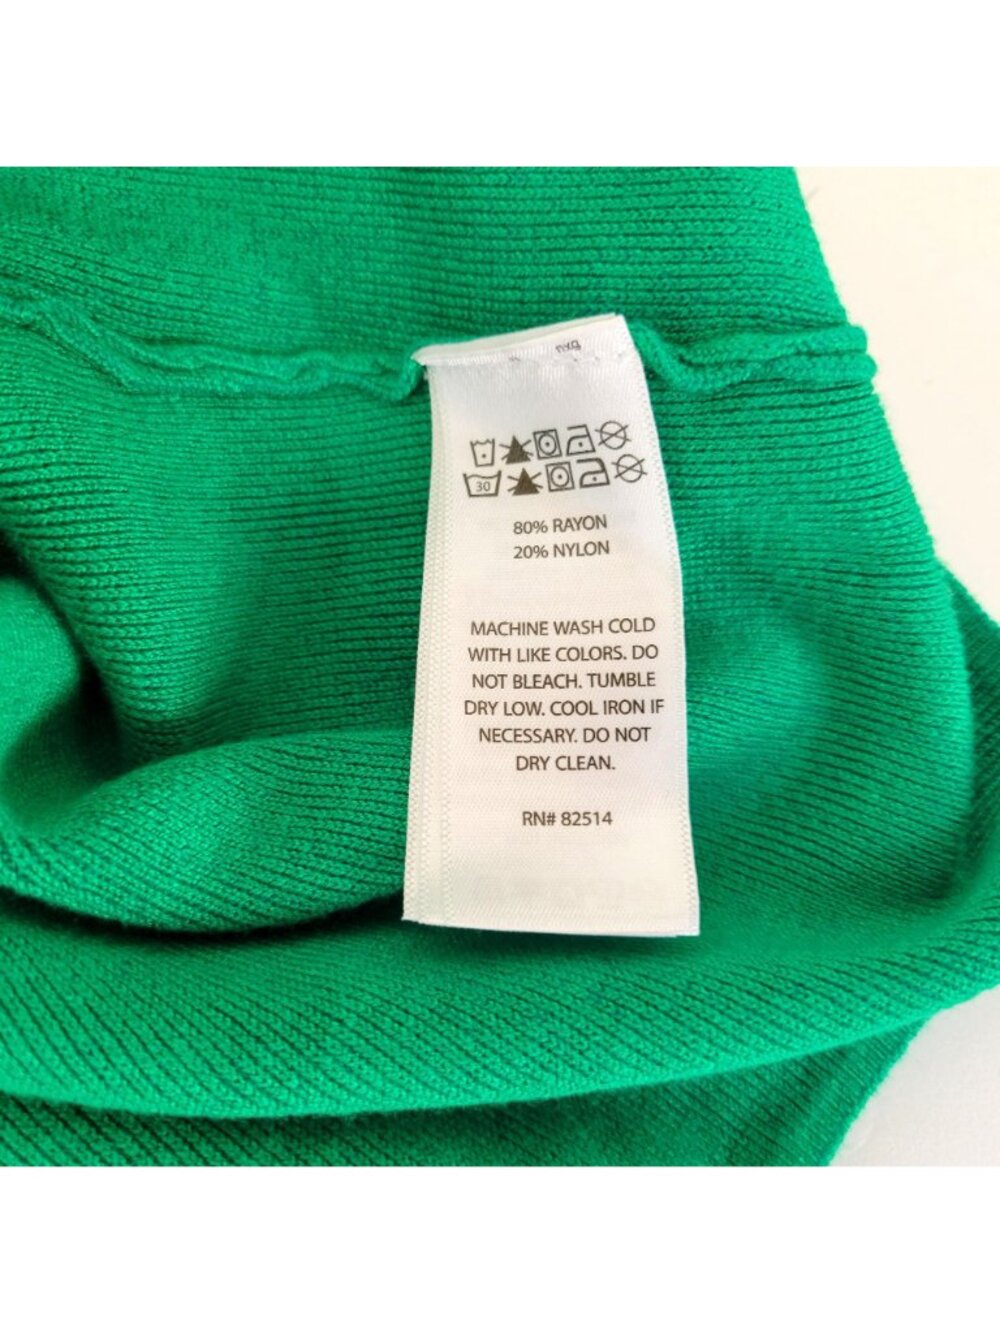 30
80% RAYON
20% NYLON
MACHINE WASH COLD
WITH LIKE COLORS. DO
NOT BLEACH. TUMBLE
DRY LOW. COOL IRON IF
NECESSARY. DO NOT
DRY CLEAN.
RN# 82514